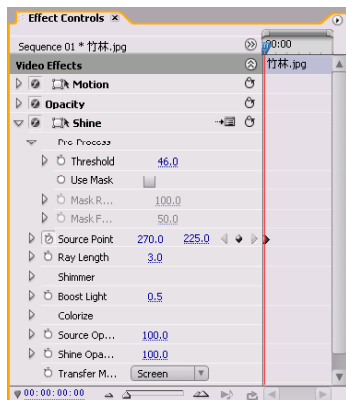 Effect Controls ×
Sequence 01 * 竹林.jpg
00:00
Video Effects
竹林.jpg
Motion
Opacity
Shine
Pre Process
Threshold 46.0
Use Mask
Mask R... 100.0
Mask F... 50.0
Source Point 270.0 225.0
Ray Length 3.0
Shimmer
Boost Light 0.5
Colorize
Source Op... 100.0
Shine Opa... 100.0
Transfer M... Screen
00:00:00:00